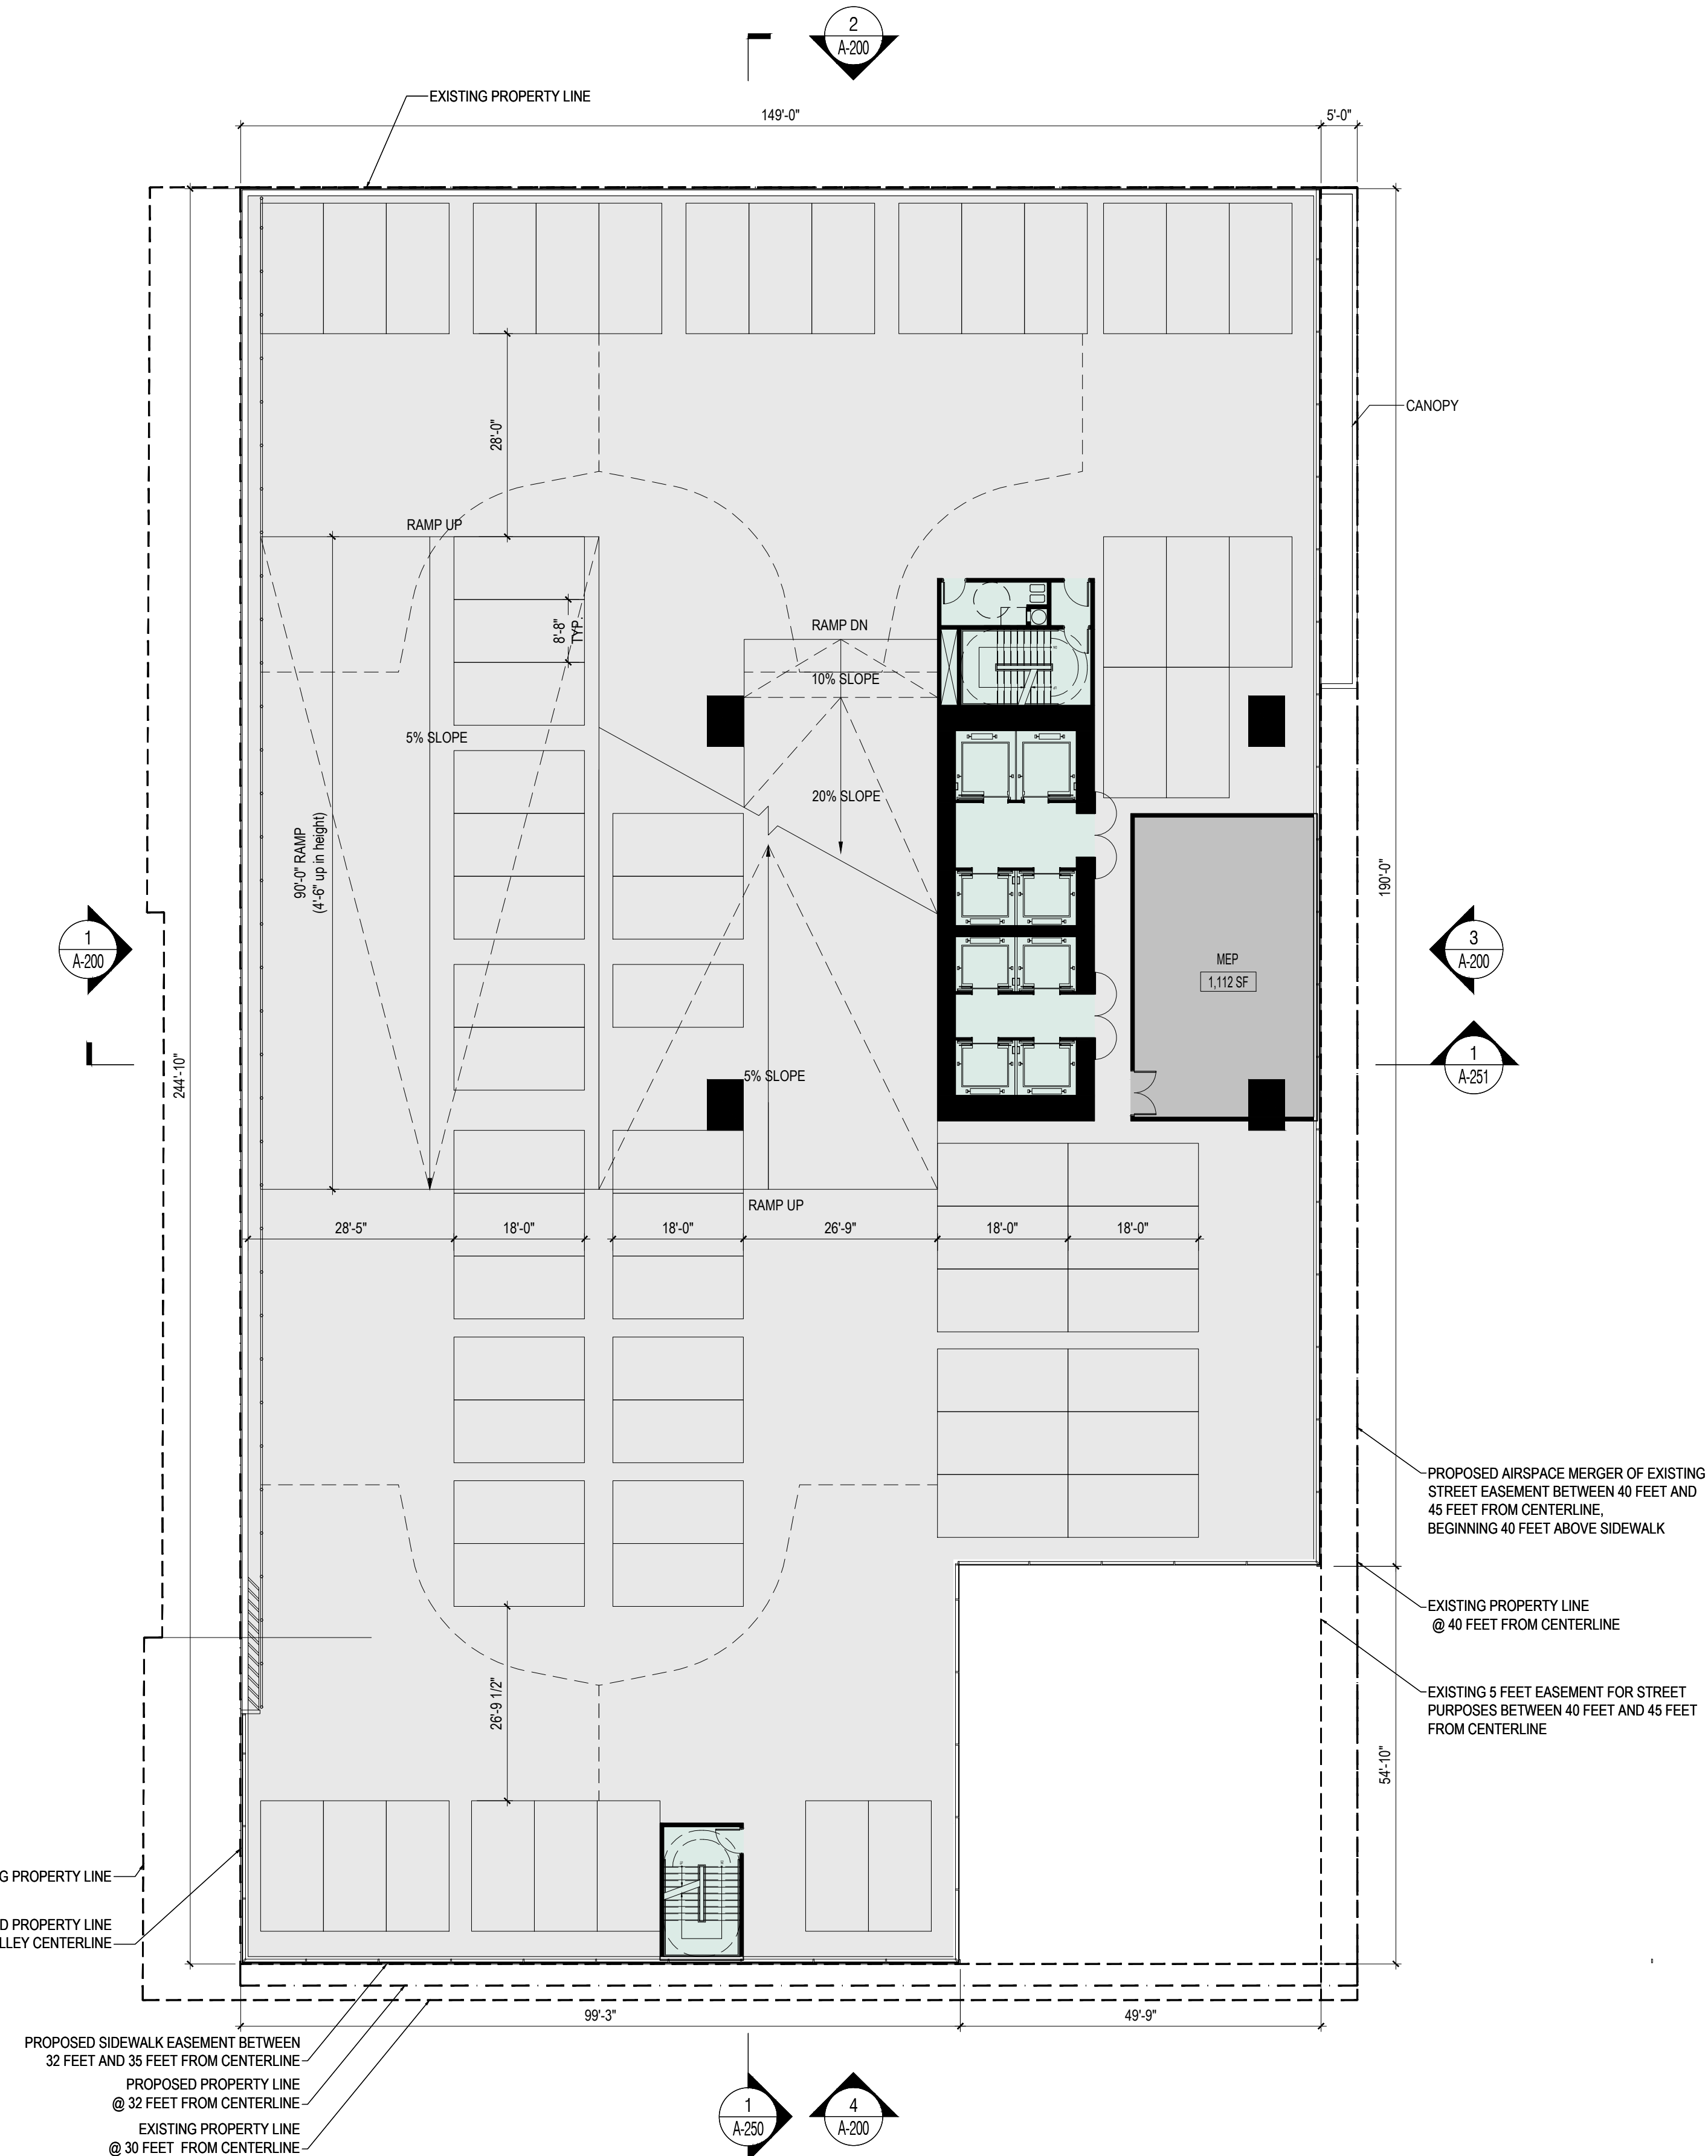 2
A-200
EXISTING PROPERTY LINE
149'-0"
5'-0"
CANOPY
28'-0"
RAMP UP
8'-8"
TYP.
RAMP DN
10% SLOPE
5% SLOPE
20% SLOPE
90'-0" RAMP
(4'-6" up in height)
190'-0"
1
A-200
3
A-200
MEP
1,112 SF
244'-10"
5% SLOPE
1
A-251
RAMP UP
28'-5"
18'-0"
18'-0"
26'-9"
18'-0"
18'-0"
PROPOSED AIRSPACE MERGER OF EXISTING
STREET EASEMENT BETWEEN 40 FEET AND
45 FEET FROM CENTERLINE,
BEGINNING 40 FEET ABOVE SIDEWALK
EXISTING PROPERTY LINE
@ 40 FEET FROM CENTERLINE
EXISTING 5 FEET EASEMENT FOR STREET
PURPOSES BETWEEN 40 FEET AND 45 FEET
FROM CENTERLINE
26'-9 1/2"
54'-10"
G PROPERTY LINE
D PROPERTY LINE
LLEY CENTERLINE
99'-3"
49'-9"
PROPOSED SIDEWALK EASEMENT BETWEEN
32 FEET AND 35 FEET FROM CENTERLINE
PROPOSED PROPERTY LINE
@ 32 FEET FROM CENTERLINE
EXISTING PROPERTY LINE
@ 30 FEET FROM CENTERLINE
1
A-250
4
A-200